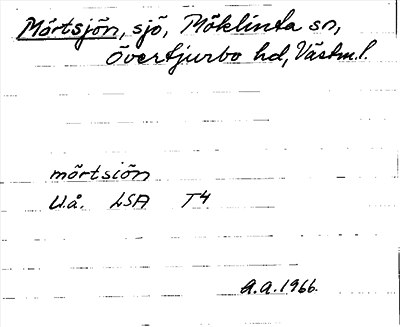 Mörtsjön, sjö, Möklinta sn,
Övertjurbo hd, Västm.l.
mörtsiön
U.å. LSA T4
A.A. 1966.